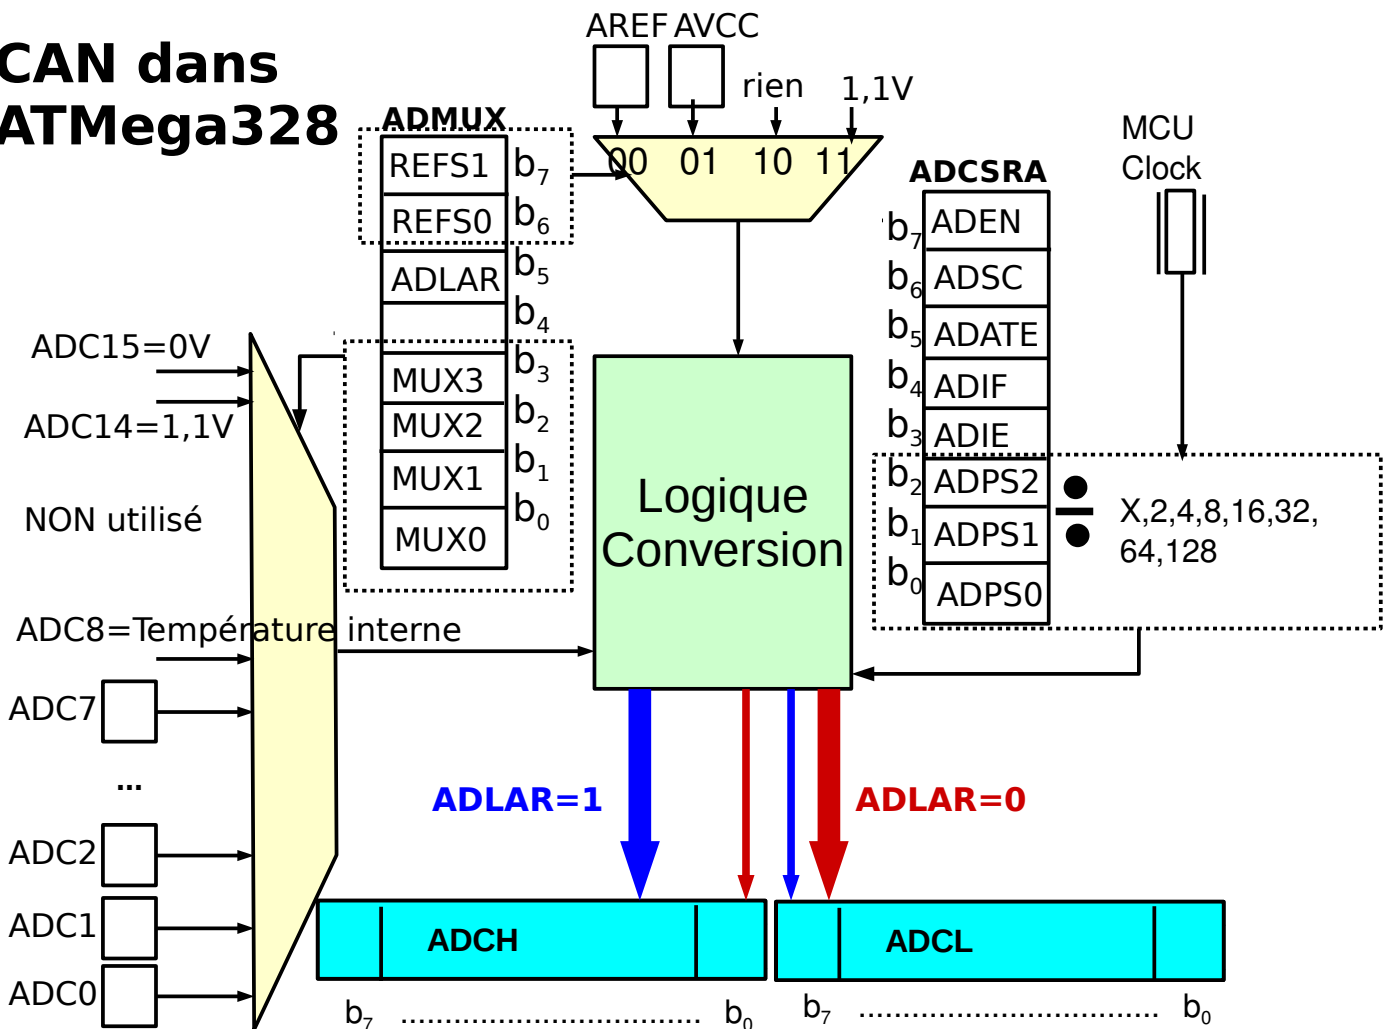 CAN dans
ATMega328
AREF AVCC
rien 1,1V
ADMUX
REFS1 b7
REFS0 b6
ADLAR b5
b4
MUX3 b3
MUX2 b2
MUX1 b1
MUX0 b0
00 01 10 11
MCU
Clock
ADCSRA
b7 ADEN
b6 ADSC
b5 ADATE
b4 ADIF
b3 ADIE
b2 ADPS2
b1 ADPS1
b0 ADPS0
X,2,4,8,16,32,
64,128
ADC15=0V
ADC14=1,1V
NON utilisé
ADC8=Température interne
ADC7
...
ADC2
ADC1
ADC0
Logique
Conversion
ADLAR=1
ADLAR=0
ADCH
ADCL
b7 ................................. b0
b7 ................................. b0